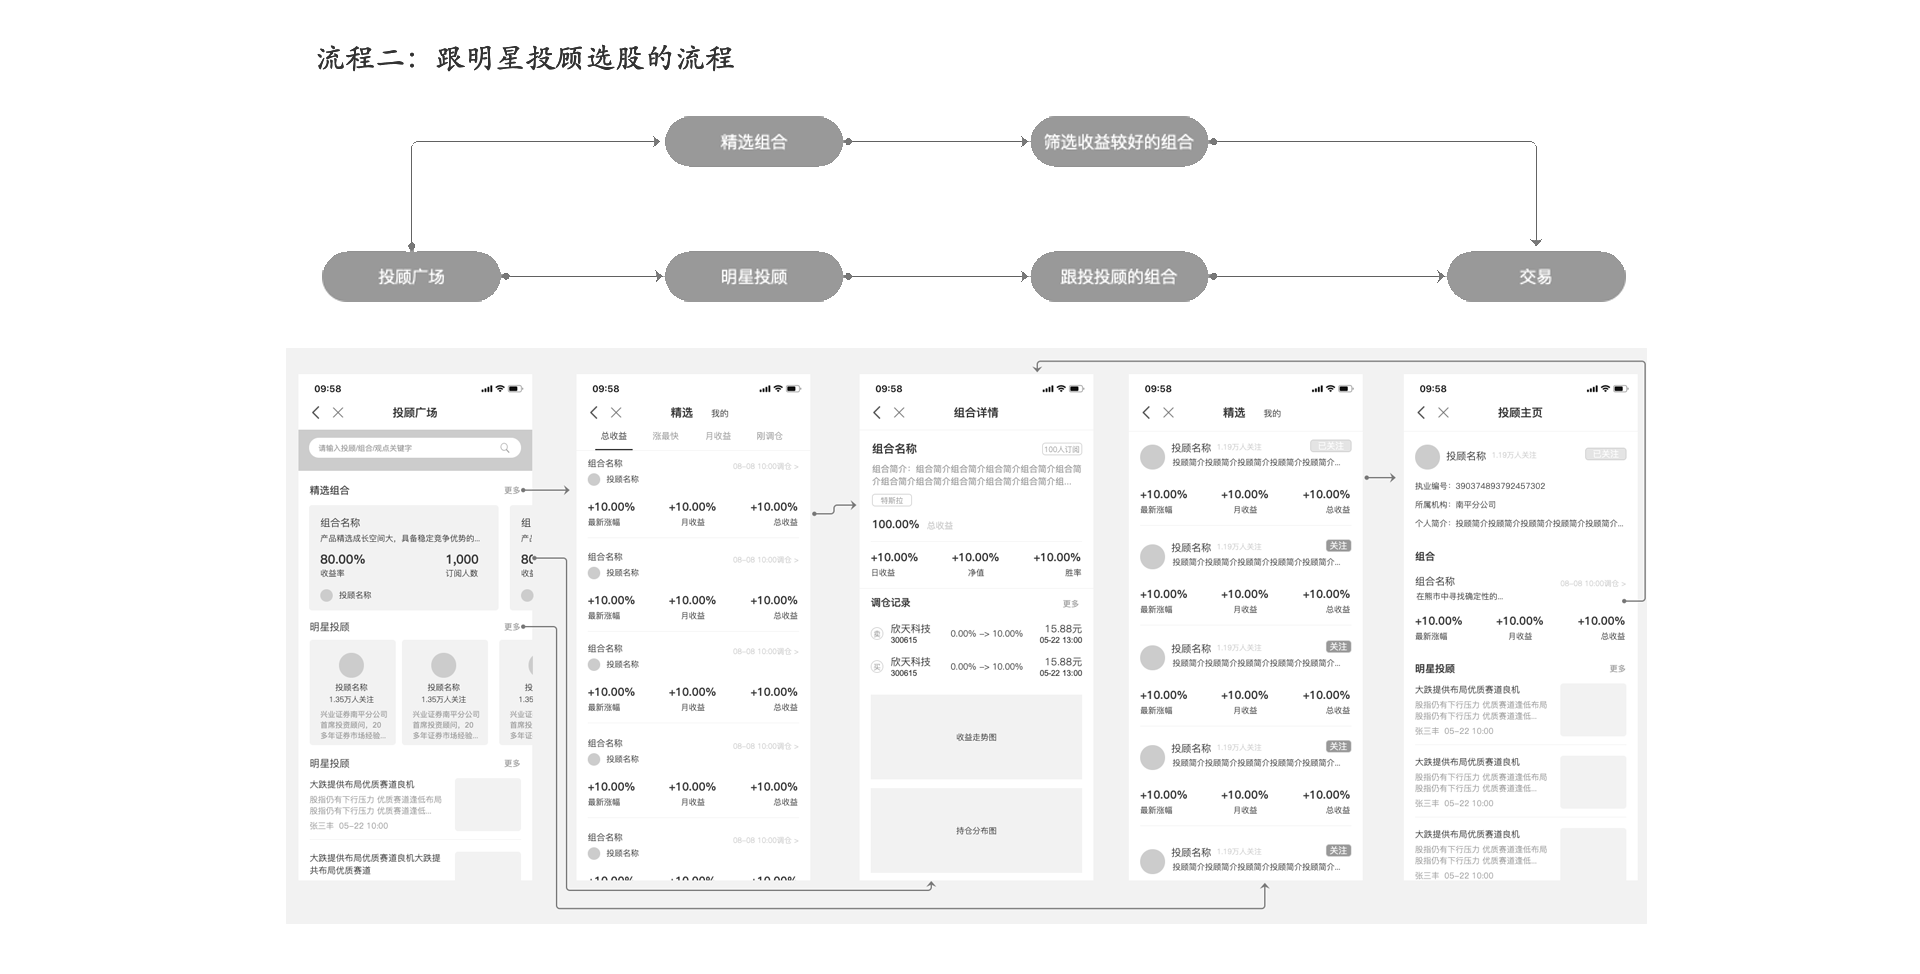 流程二：跟明星投顾选股的流程
精选组合
筛选收益较好的组合
投顾广场
明星投顾
跟投投顾的组合
交易
09:58
投顾广场
请输入投顾/组合/观点关键字
精选组合
更多
组合名称
产品精选成长空间大，具备稳定竞争优势的...
80.00%
1,000
收益率
订阅人数
投顾名称
组
产品
80
收益
明星投顾
更多
投顾名称
1.35万人关注
兴业证券南平分公司
首席投资顾问，20
多年证券市场经验...
投顾名称
1.35万人关注
兴业证券南平分公司
首席投资顾问，20
多年证券市场经验...
投
1.35
兴业证
首席投
多年证
明星投顾
更多
大跌提供布局优质赛道良机
股指仍有下行压力 优质赛道逢低布局
股指仍有下行压力 优质赛道逢低...
张三丰 05-22 10:00
大跌提供布局优质赛道良机大跌提
共布局优质赛道
09:58
精选 我的
总收益 涨最快 月收益 刚调仓
组合名称
08-08 10:00调仓 >
投顾名称
+10.00% +10.00% +10.00%
最新涨幅 月收益 总收益
组合名称
08-08 10:00调仓 >
投顾名称
+10.00% +10.00% +10.00%
最新涨幅 月收益 总收益
组合名称
08-08 10:00调仓 >
投顾名称
+10.00% +10.00% +10.00%
最新涨幅 月收益 总收益
组合名称
08-08 10:00调仓 >
投顾名称
+10.00% +10.00% +10.00%
最新涨幅 月收益 总收益
组合名称
08-08 10:00调仓 >
投顾名称
+10.00% +10.00% +10.00%
09:58
组合详情
组合名称
100人订阅
组合简介：组合简介组合简介组合简介组合简介组合简
介组合简介组合简介组合简介组合简介组合简介组...
特斯拉
100.00% 总收益
+10.00% +10.00% +10.00%
日收益 净值 胜率
调仓记录
更多
卖 欣天科技 0.00% -> 10.00% 15.88元
300615 05-22 13:00
买 欣天科技 0.00% -> 10.00% 15.88元
300615 05-22 13:00
收益走势图
持仓分布图
09:58
精选 我的
投顾名称 1.19万人关注 已关注
投顾简介投顾简介投顾简介投顾简介投顾简介...
+10.00% +10.00% +10.00%
最新涨幅 月收益 总收益
投顾名称 1.19万人关注 关注
投顾简介投顾简介投顾简介投顾简介投顾简介...
+10.00% +10.00% +10.00%
最新涨幅 月收益 总收益
投顾名称 1.19万人关注 关注
投顾简介投顾简介投顾简介投顾简介投顾简介...
+10.00% +10.00% +10.00%
最新涨幅 月收益 总收益
投顾名称 1.19万人关注 关注
投顾简介投顾简介投顾简介投顾简介投顾简介...
+10.00% +10.00% +10.00%
最新涨幅 月收益 总收益
投顾名称 1.19万人关注 关注
投顾简介投顾简介投顾简介投顾简介投顾简介...
09:58
投顾主页
投顾名称 1.19万人关注 已关注
执业编号：390374893792457302
所属机构：南平分公司
个人简介：投顾简介投顾简介投顾简介投顾简介投顾简介...
组合
组合名称
08-08 10:00调仓 >
在熊市中寻找确定性的...
+10.00% +10.00% +10.00%
最新涨幅 月收益 总收益
明星投顾
更多
大跌提供布局优质赛道良机
股指仍有下行压力 优质赛道逢低布局
股指仍有下行压力 优质赛道逢低...
张三丰 05-22 10:00
大跌提供布局优质赛道良机
股指仍有下行压力 优质赛道逢低布局
股指仍有下行压力 优质赛道逢低...
张三丰 05-22 10:00
大跌提供布局优质赛道良机
股指仍有下行压力 优质赛道逢低布局
股指仍有下行压力 优质赛道逢低...
张三丰 05-22 10:00